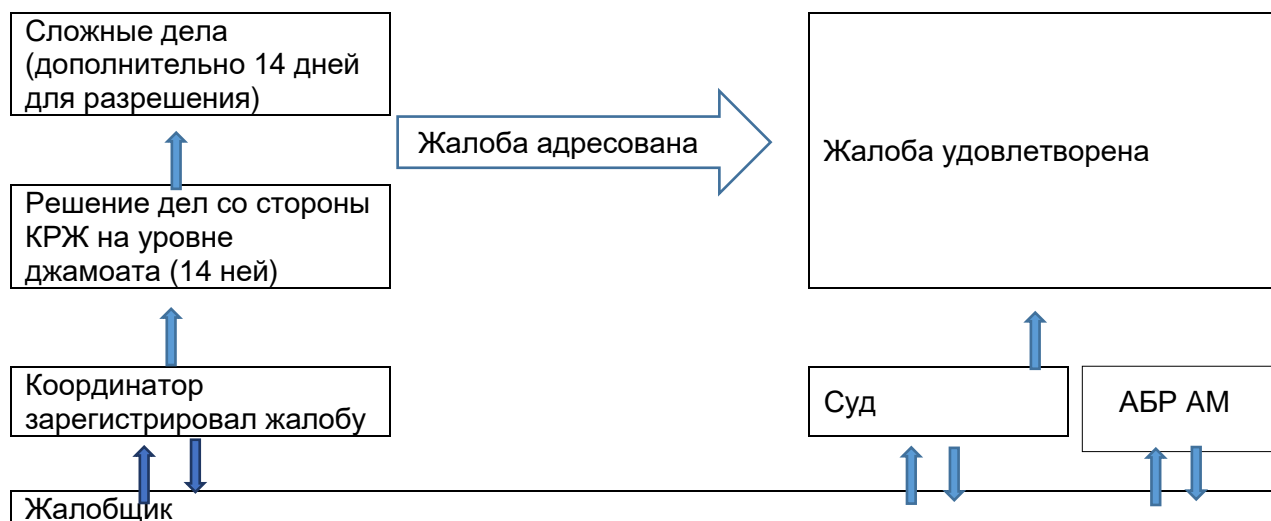 Сложные дела
(дополнительно 14 дней
для разрешения)
Жалоба адресована
Жалоба удовлетворена
Решение дел со стороны
КРЖ на уровне
джамоата (14 ней)
Координатор
зарегистрировал жалобу
Суд
АБР АМ
Жалобщик